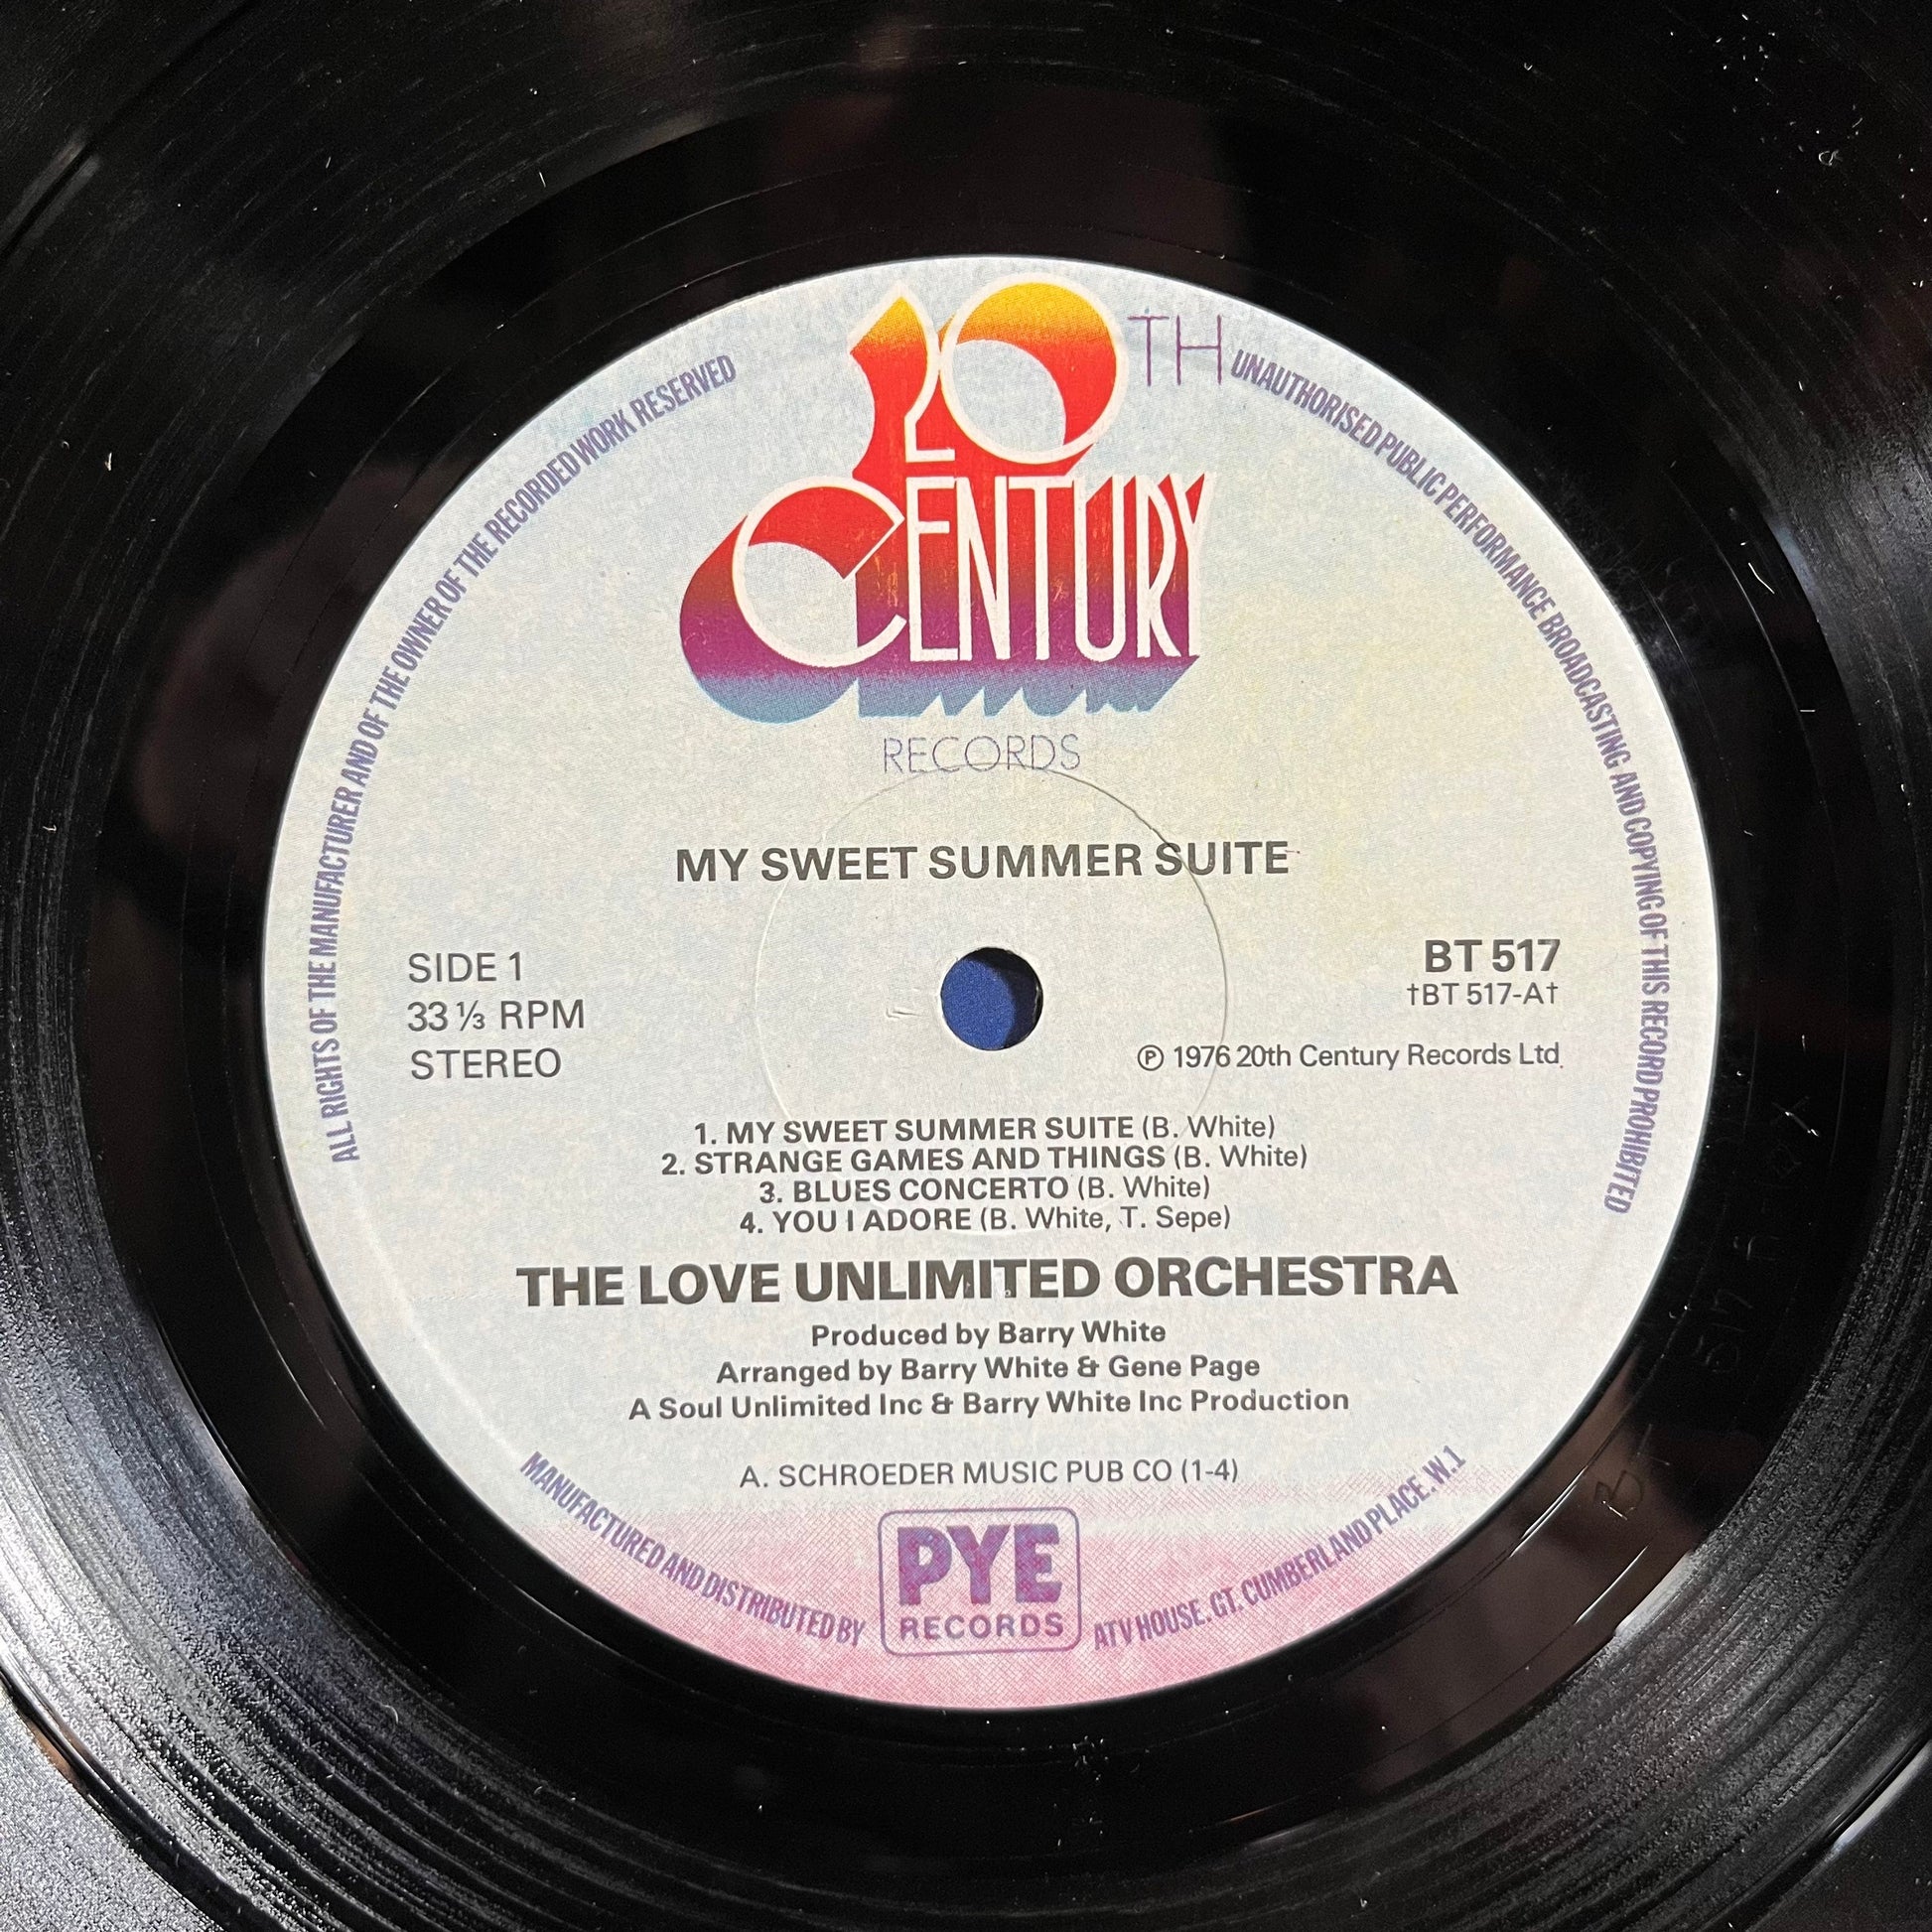 20TH
CENTURY
RECORDS
ALL RIGHTS OF THE MANUFACTURER AND OF THE OWNER OF THE RECORDED WORK RESERVED
UNAUTHORISED PUBLIC PERFORMANCE BROADCASTING AND COPYING OF THIS RECORD PROHIBITED
MY SWEET SUMMER SUITE
SIDE 1
33 ⅓ RPM
STEREO
BT 517
†BT 517-A†
℗ 1976 20th Century Records Ltd.
1. MY SWEET SUMMER SUITE (B. White)
2. STRANGE GAMES AND THINGS (B. White)
3. BLUES CONCERTO (B. White)
4. YOU I ADORE (B. White, T. Sepe)
THE LOVE UNLIMITED ORCHESTRA
Produced by Barry White
Arranged by Barry White & Gene Page
A Soul Unlimited Inc & Barry White Inc Production
A. SCHROEDER MUSIC PUB CO (1-4)
MANUFACTURED AND DISTRIBUTED BY
PYE
RECORDS
ATV HOUSE. GT. CUMBERLAND PLACE. W.1